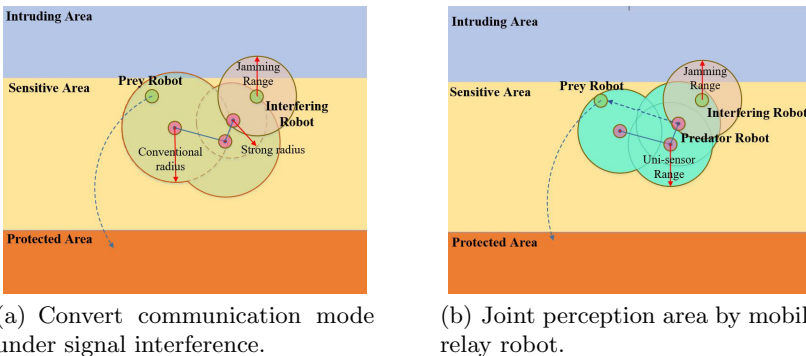 Intruding Area
Jamming
Range
Prey Robot
Sensitive Area
Interfering
Robot
Conventional
radius
Strong radius
Protected Area
(a) Convert communication mode
under signal interference.
Intruding Area
Jamming
Range
Prey Robot
Sensitive Area
Interfering Robot
Predator Robot
Uni-sensor
Range
Protected Area
(b) Joint perception area by mobil
relay robot.